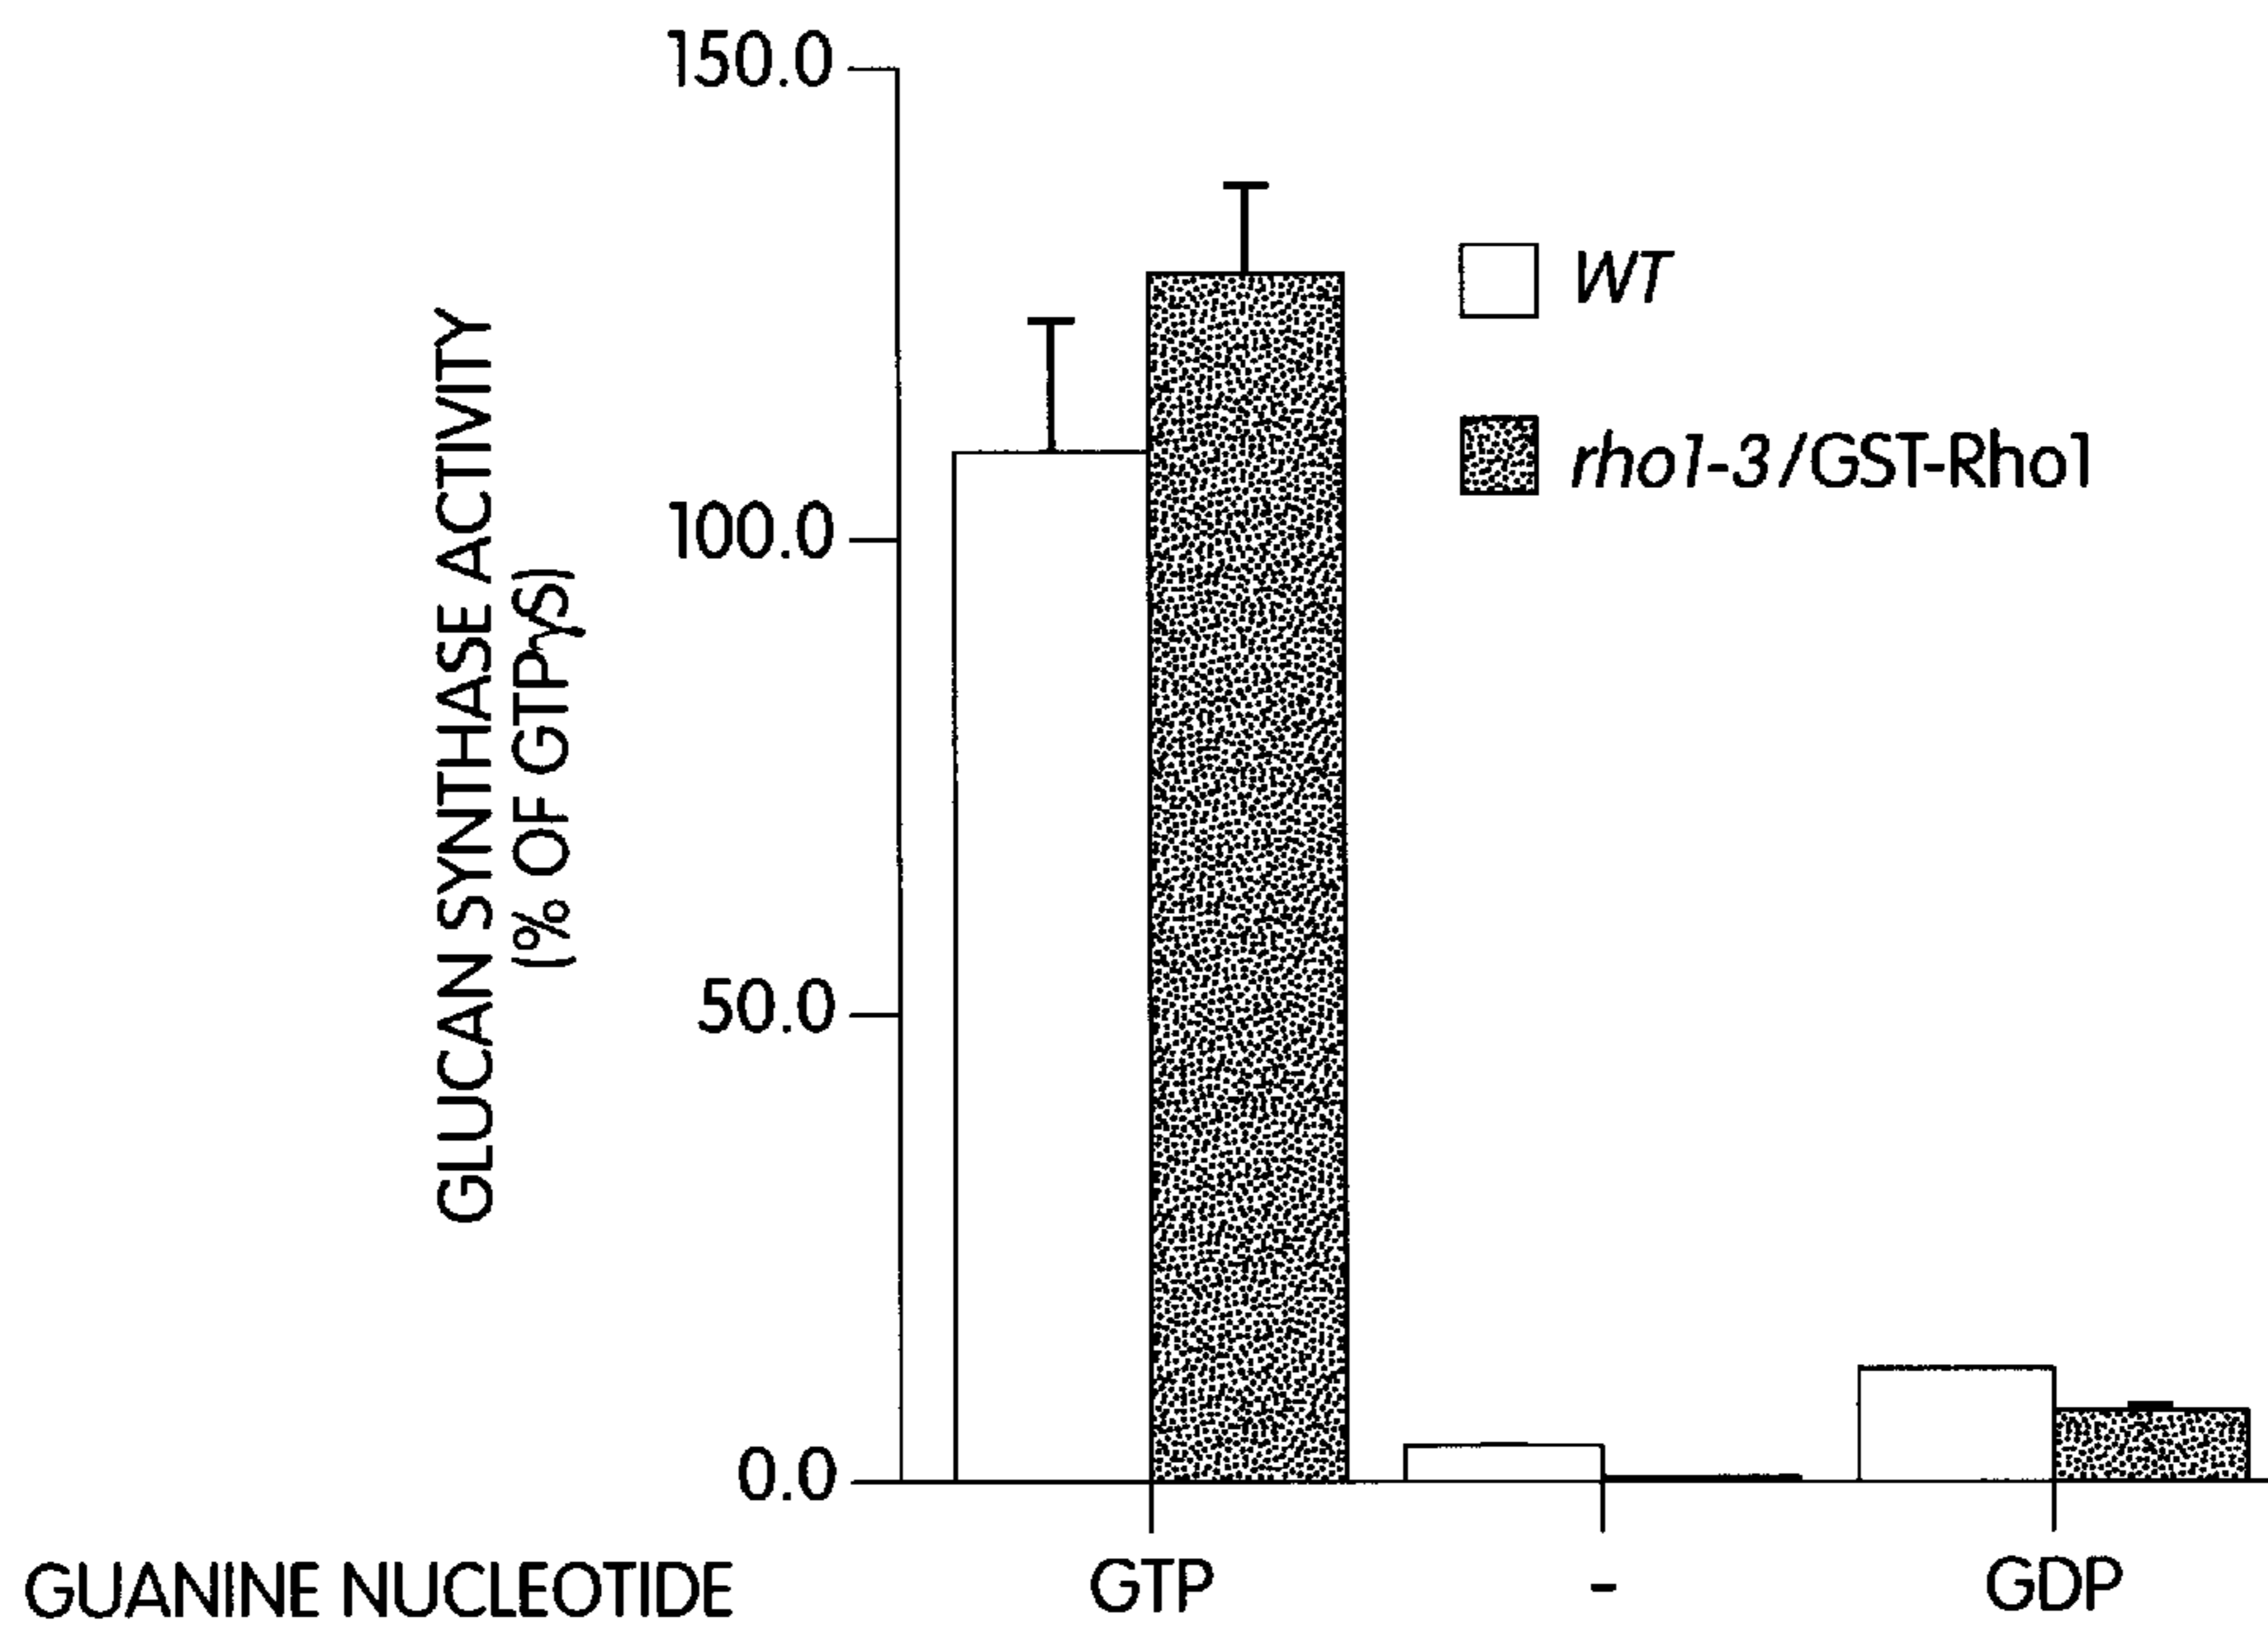 GLUCAN SYNTHASE ACTIVITY
(% OF GTPγS)
150.0
100.0
50.0
0.0
WT
rho1-3/GST-Rho1
GUANINE NUCLEOTIDE GTP - GDP